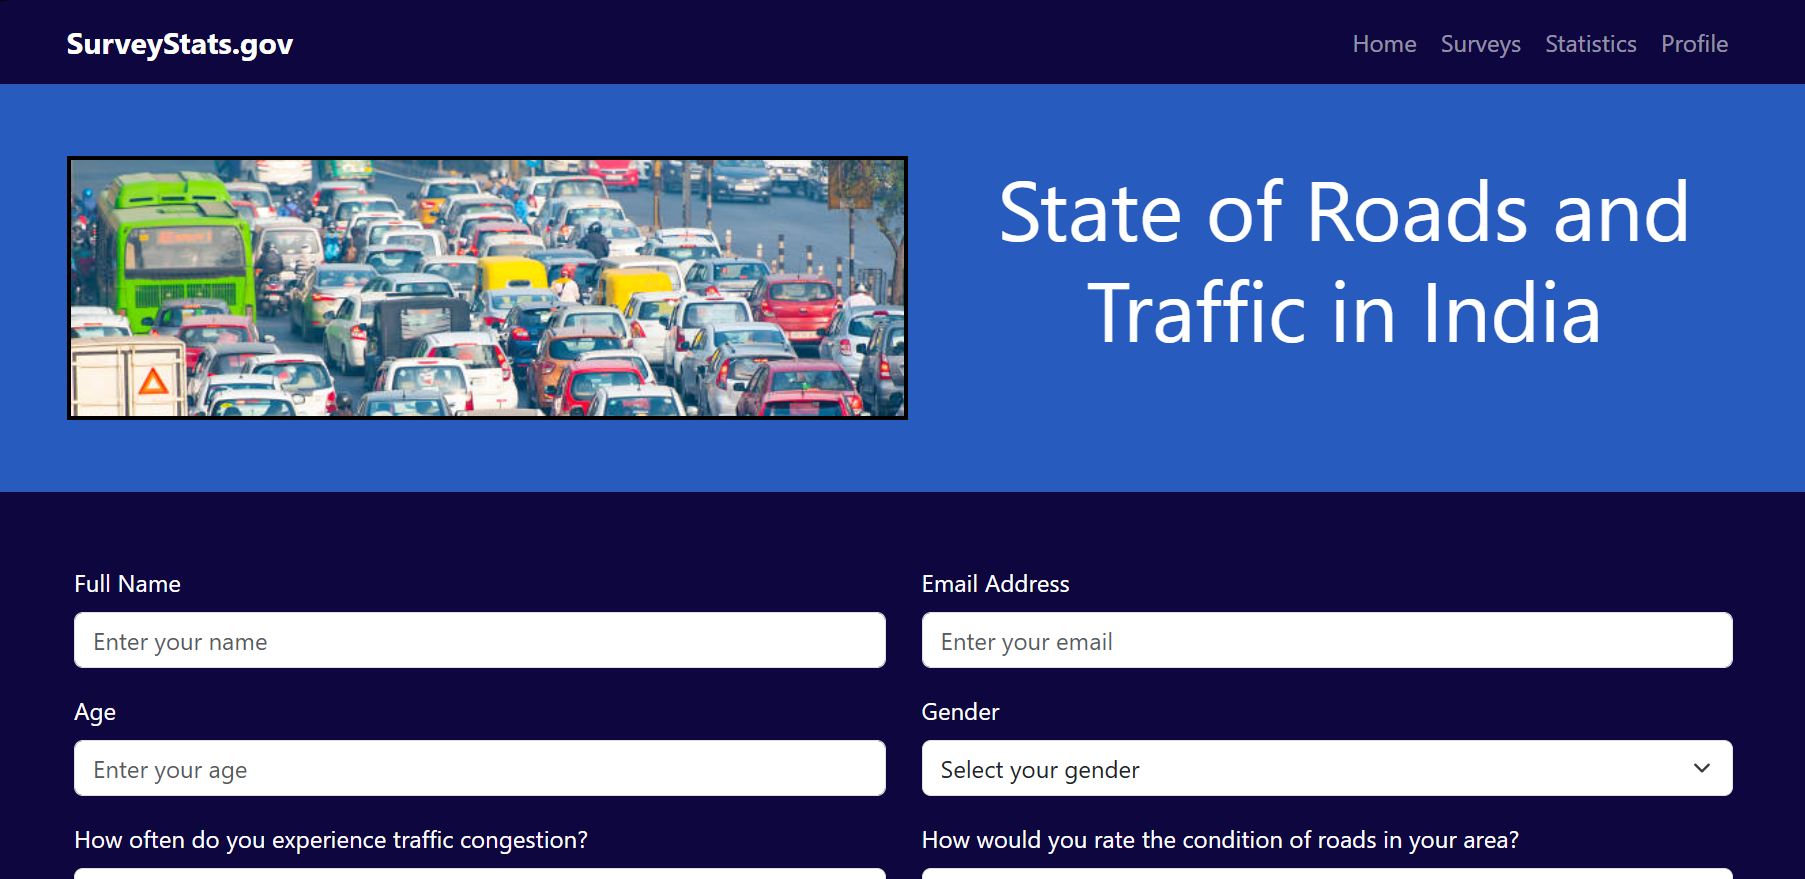 SurveyStats.gov
Home Surveys Statistics Profile
State of Roads and
Traffic in India
Full Name
Email Address
Enter your name
Enter your email
Age
Gender
Enter your age
Select your gender
How often do you experience traffic congestion?
How would you rate the condition of roads in your area?